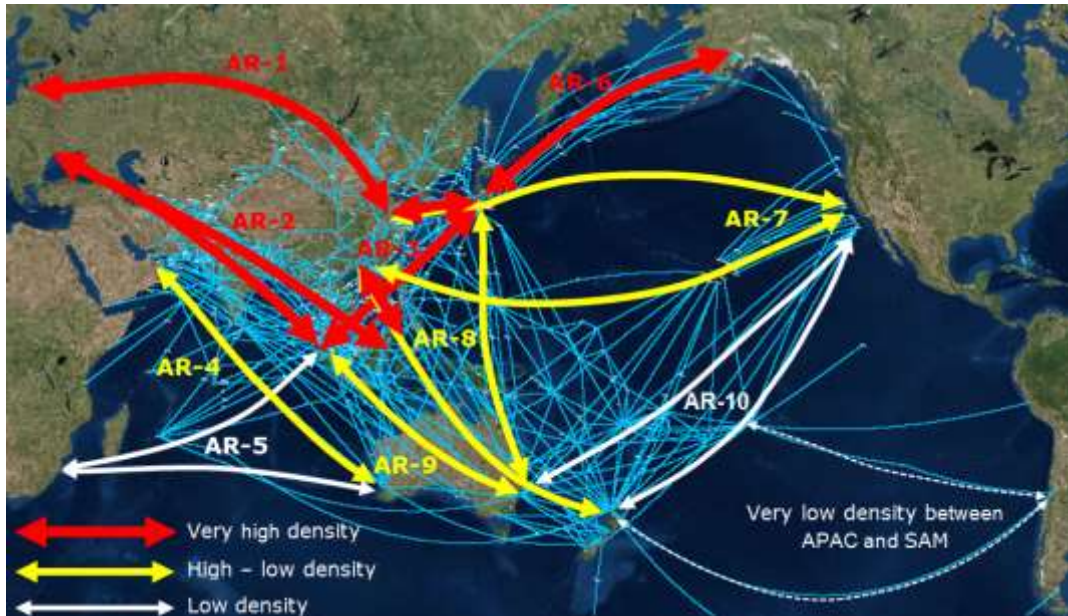 AR-1
AR-6
AR-2
AR-7
AR-3
AR-8
AR-4
AR-10
AR-5
AR-9
Very low density between
APAC and SAM
Very high density
High – low density
Low density